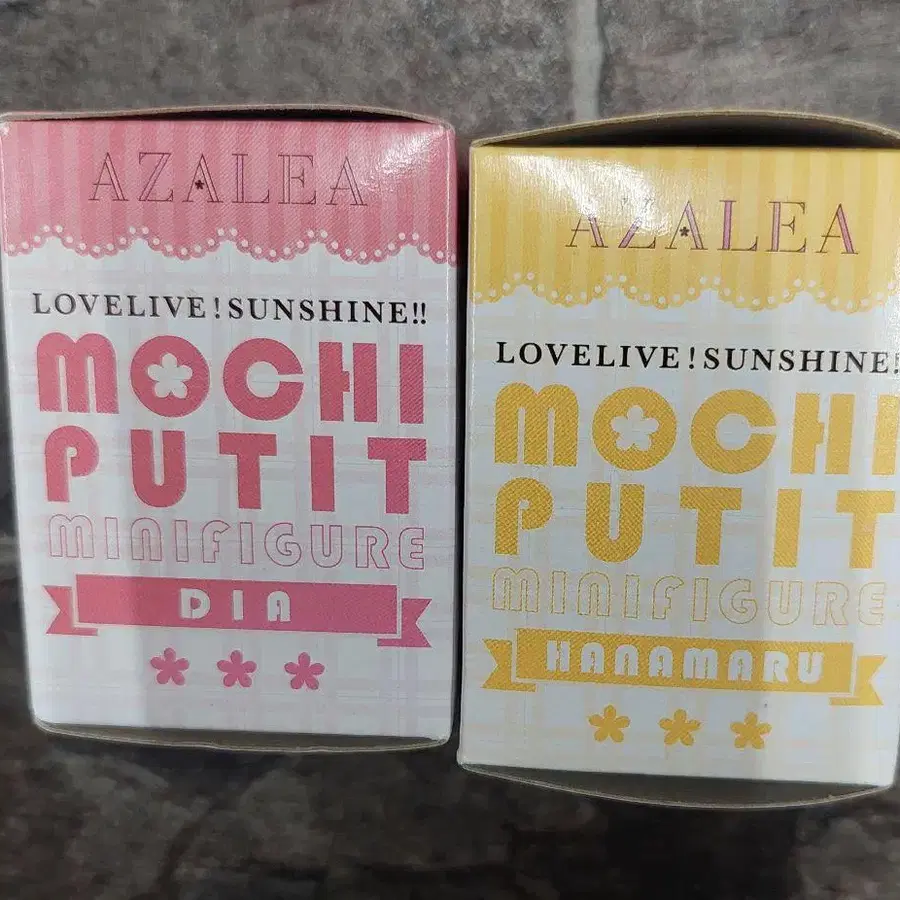 AZALEA
LOVELIVE!SUNSHINE!!
MOCHI
PUTIT
MINIFIGURE
DIA
AZALEA
LOVELIVE!SUNSHINE!
MOCHI
PUTIT
MINIFIGURE
HANAMARU